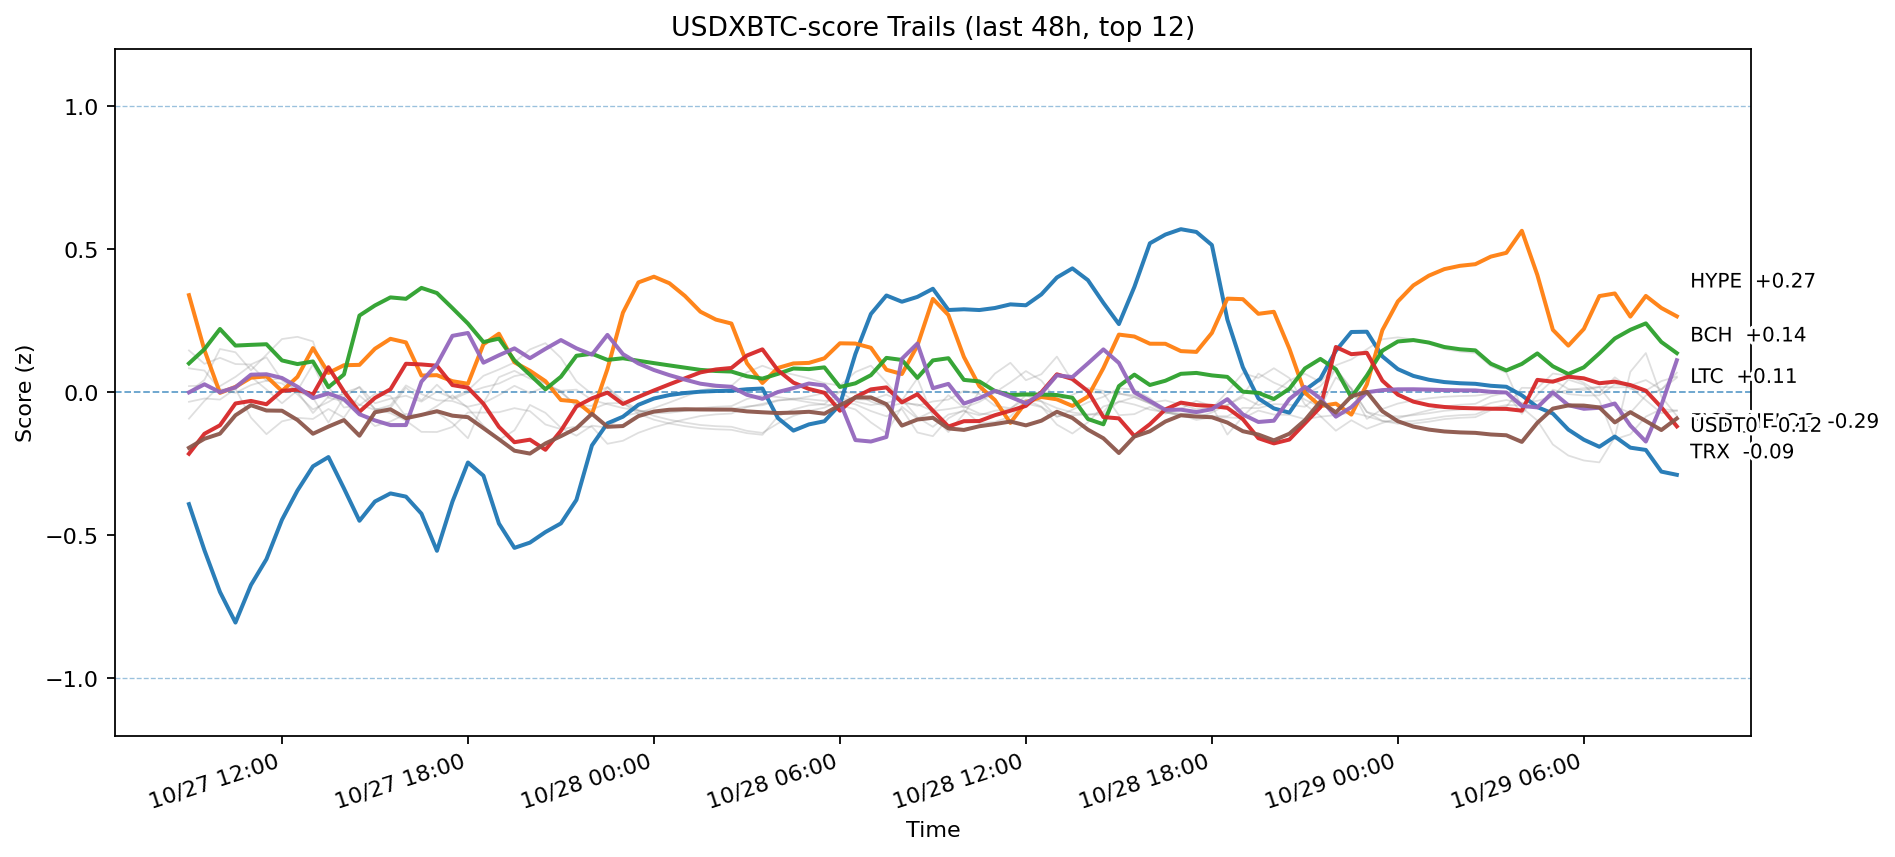 USDXBTC-score Trails (last 48h, top 12)
Score (z)
1.0
0.5
0.0
−0.5
−1.0
HYPE +0.27
BCH +0.14
LTC +0.11
-0.29
USDT0 -0.12
TRX -0.09
10/27 12:00
10/27 18:00
10/28 00:00
10/28 06:00
10/28 12:00
10/28 18:00
10/29 00:00
10/29 06:00
Time